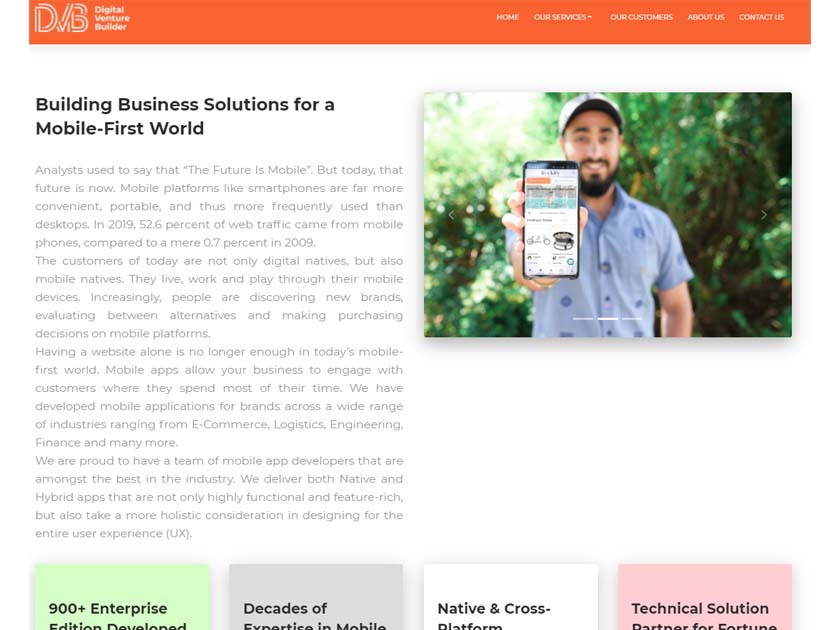 DVB Digital
Venture
Builder
HOME OUR SERVICES OUR CUSTOMERS ABOUT US CONTACT US
Building Business Solutions for a
Mobile-First World
Analysts used to say that “The Future Is Mobile”. But today, that
future is now. Mobile platforms like smartphones are far more
convenient, portable, and thus more frequently used than
desktops. In 2019, 52.6 percent of web traffic came from mobile
phones, compared to a mere 0.7 percent in 2009.
The customers of today are not only digital natives, but also
mobile natives. They live, work and play through their mobile
devices. Increasingly, people are discovering new brands,
evaluating between alternatives and making purchasing
decisions on mobile platforms.
Having a website alone is no longer enough in today’s mobile-
first world. Mobile apps allow your business to engage with
customers where they spend most of their time. We have
developed mobile applications for brands across a wide range
of industries ranging from E-Commerce, Logistics, Engineering,
Finance and many more.
We are proud to have a team of mobile app developers that are
amongst the best in the industry. We deliver both Native and
Hybrid apps that are not only highly functional and feature-rich,
but also take a more holistic consideration in designing for the
entire user experience (UX).
900+ Enterprise
Edition Developed
Decades of
Expertise in Mobile
Native & Cross-
Platform
Technical Solution
Partner for Fortune